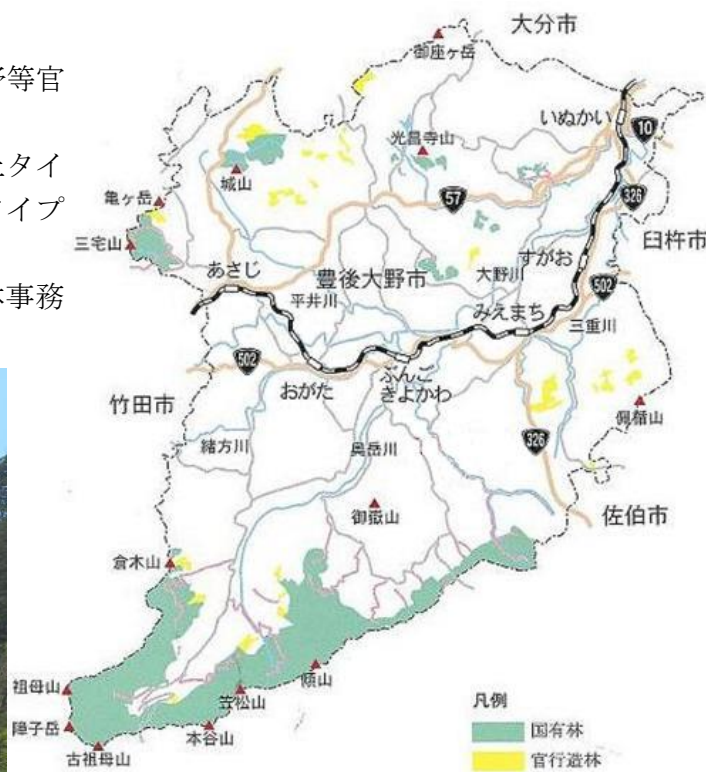 野等官
タイ
イプ
事務
大分市
御座ヶ岳
いぬかい
10
光昌寺山
城山
57
326
亀ヶ岳
臼杵市
三宅山
すがお
あさじ
豊後大野市
大野川
502
平井川
みえまち
三重川
502
ぶんご
きよかわ
おがた
竹田市
佩楯山
326
緒方川
奥岳川
御嶽山
佐伯市
倉木山
傾山
祖母山
笠松山
障子岳
本谷山
古祖母山
凡例
国有林
官行造林